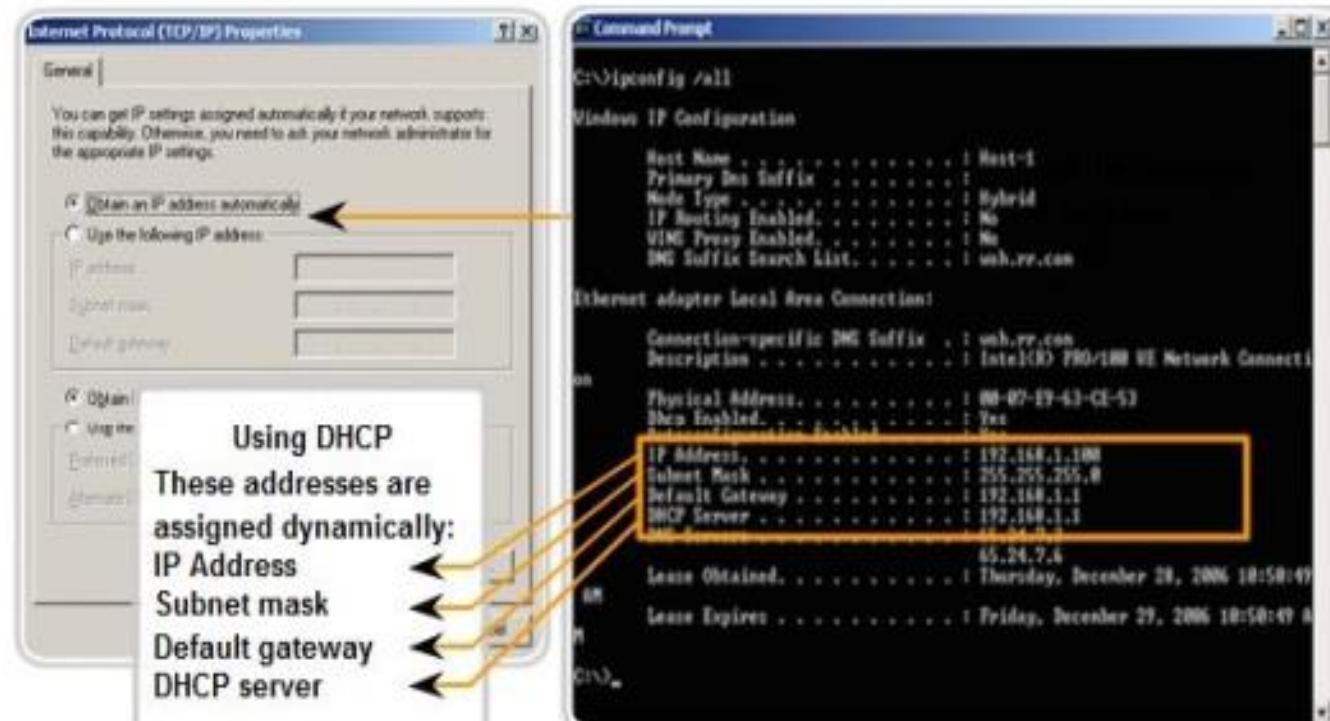 Internet Protocol (TCP/IP) Properties
General
You can get IP settings assigned automatically if your network supports
this capability. Otherwise, you need to ask your network administrator for
the appropriate IP settings.
Obtain an IP address automatically
Use the following IP address:
IP address
Subnet mask
Default gateway
Obtain
Use the
Preferred
Alternate
Using DHCP
These addresses are
assigned dynamically:
IP Address
Subnet mask
Default gateway
DHCP server
Command Prompt
C:\>ipconfig /all
Windows IP Configuration
Host Name . . . . . . . . . . . . : Host-1
Primary Dns Suffix . . . . . . . :
Node Type . . . . . . . . . . . . : Hybrid
IP Routing Enabled. . . . . . . . : No
WINS Proxy Enabled. . . . . . . . : No
DNS Suffix Search List. . . . . . : woh.rr.com
Ethernet adapter Local Area Connection:
Connection-specific DNS Suffix . : woh.rr.com
Description . . . . . . . . . . . : Intel(R) PRO/100 VE Network Connecti
on
Physical Address. . . . . . . . . : 00-07-E9-63-CE-53
Dhcp Enabled. . . . . . . . . . . : Yes
Enabled . . . . : Yes
IP Address. . . . . . . . . . . . : 192.168.1.100
Subnet Mask . . . . . . . . . . . : 255.255.255.0
Default Gateway . . . . . . . . . : 192.168.1.1
DHCP Server . . . . . . . . . . . : 192.168.1.1
65.24.7.6
Lease Obtained. . . . . . . . . . : Thursday, December 28, 2006 10:50:49
AM
Lease Expires . . . . . . . . . . : Friday, December 29, 2006 10:50:49 A
M
C:\>_